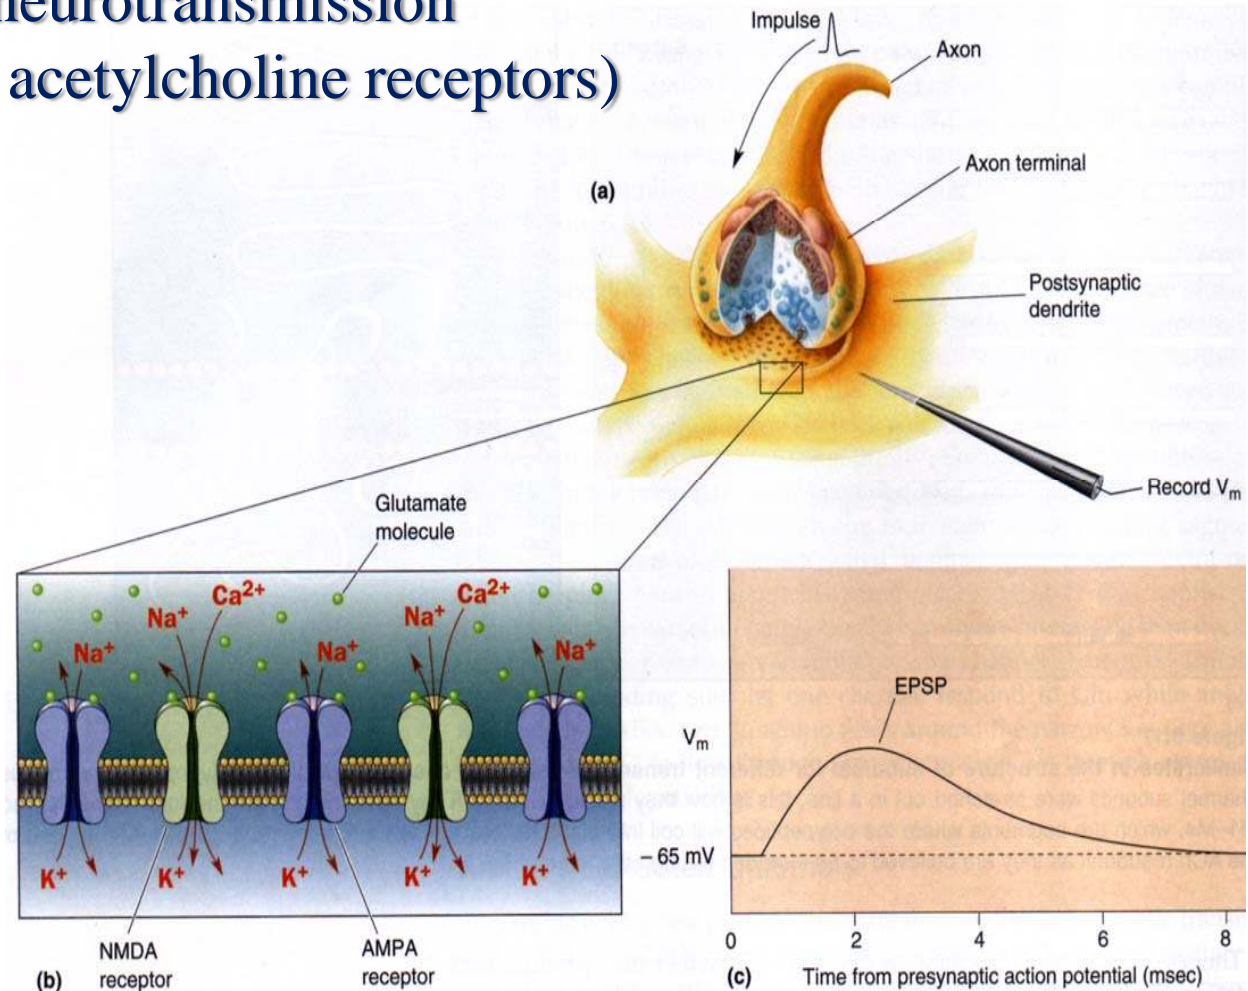 neurotransmission
acetylcholine receptors)
Impulse
Axon
Axon terminal
(a)
Postsynaptic
dendrite
Record Vm
Glutamate
molecule
Na+
Na+
Ca2+
Na+
Na+
Ca2+
Na+
K+
K+
K+
K+
K+
NMDA
receptor
AMPA
receptor
(b)
EPSP
Vm
– 65 mV
0 2 4 6 8
(c)
Time from presynaptic action potential (msec)